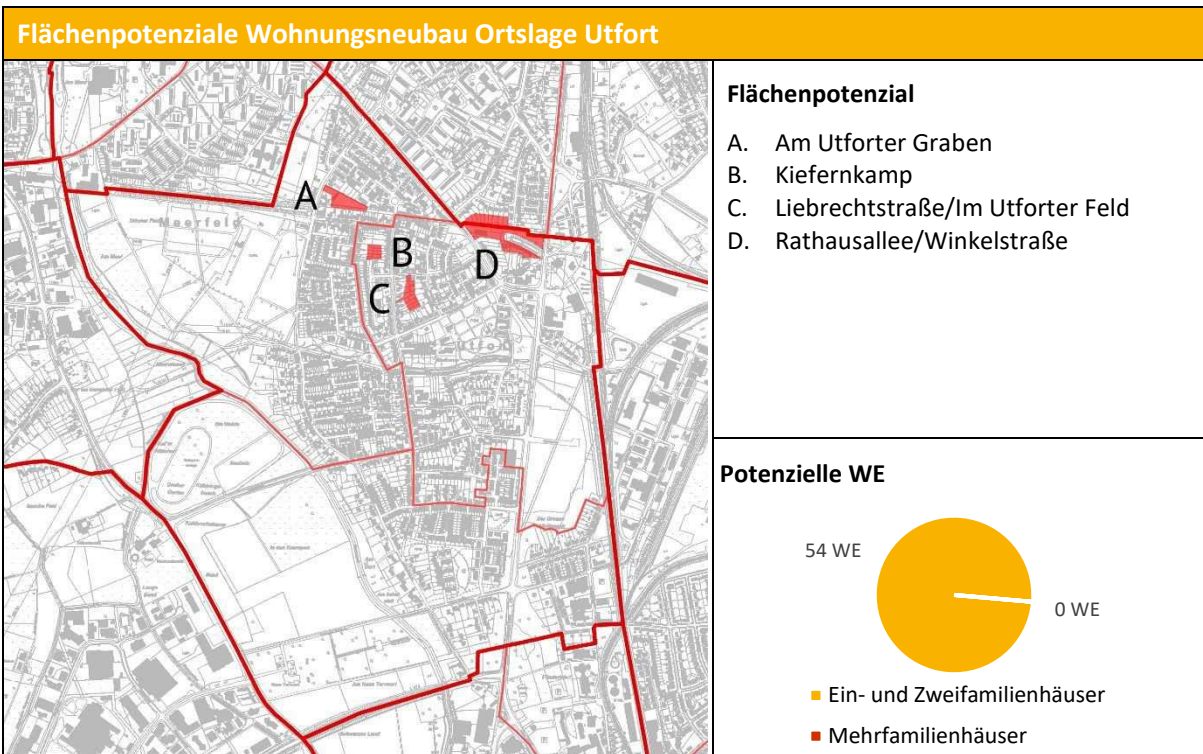 Flächenpotenziale Wohnungsneubau Ortslage Utfort
Meerfeld
A
B
C
D
Flächenpotenzial
A. Am Utforter Graben
B. Kiefernkamp
C. Liebrechtstraße/Im Utforter Feld
D. Rathausallee/Winkelstraße
Potenzielle WE
54 WE
0 WE
Ein- und Zweifamilienhäuser
Mehrfamilienhäuser